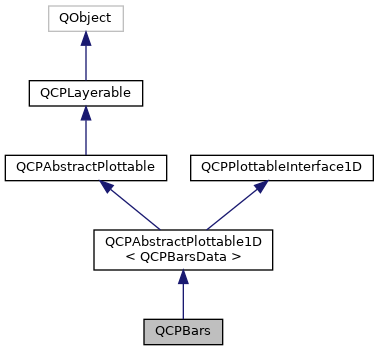 QObject
QCPLayerable
QCPAbstractPlottable
QCPPlottableInterface1D
QCPAbstractPlottable1D
< QCPBarsData >
QCPBars